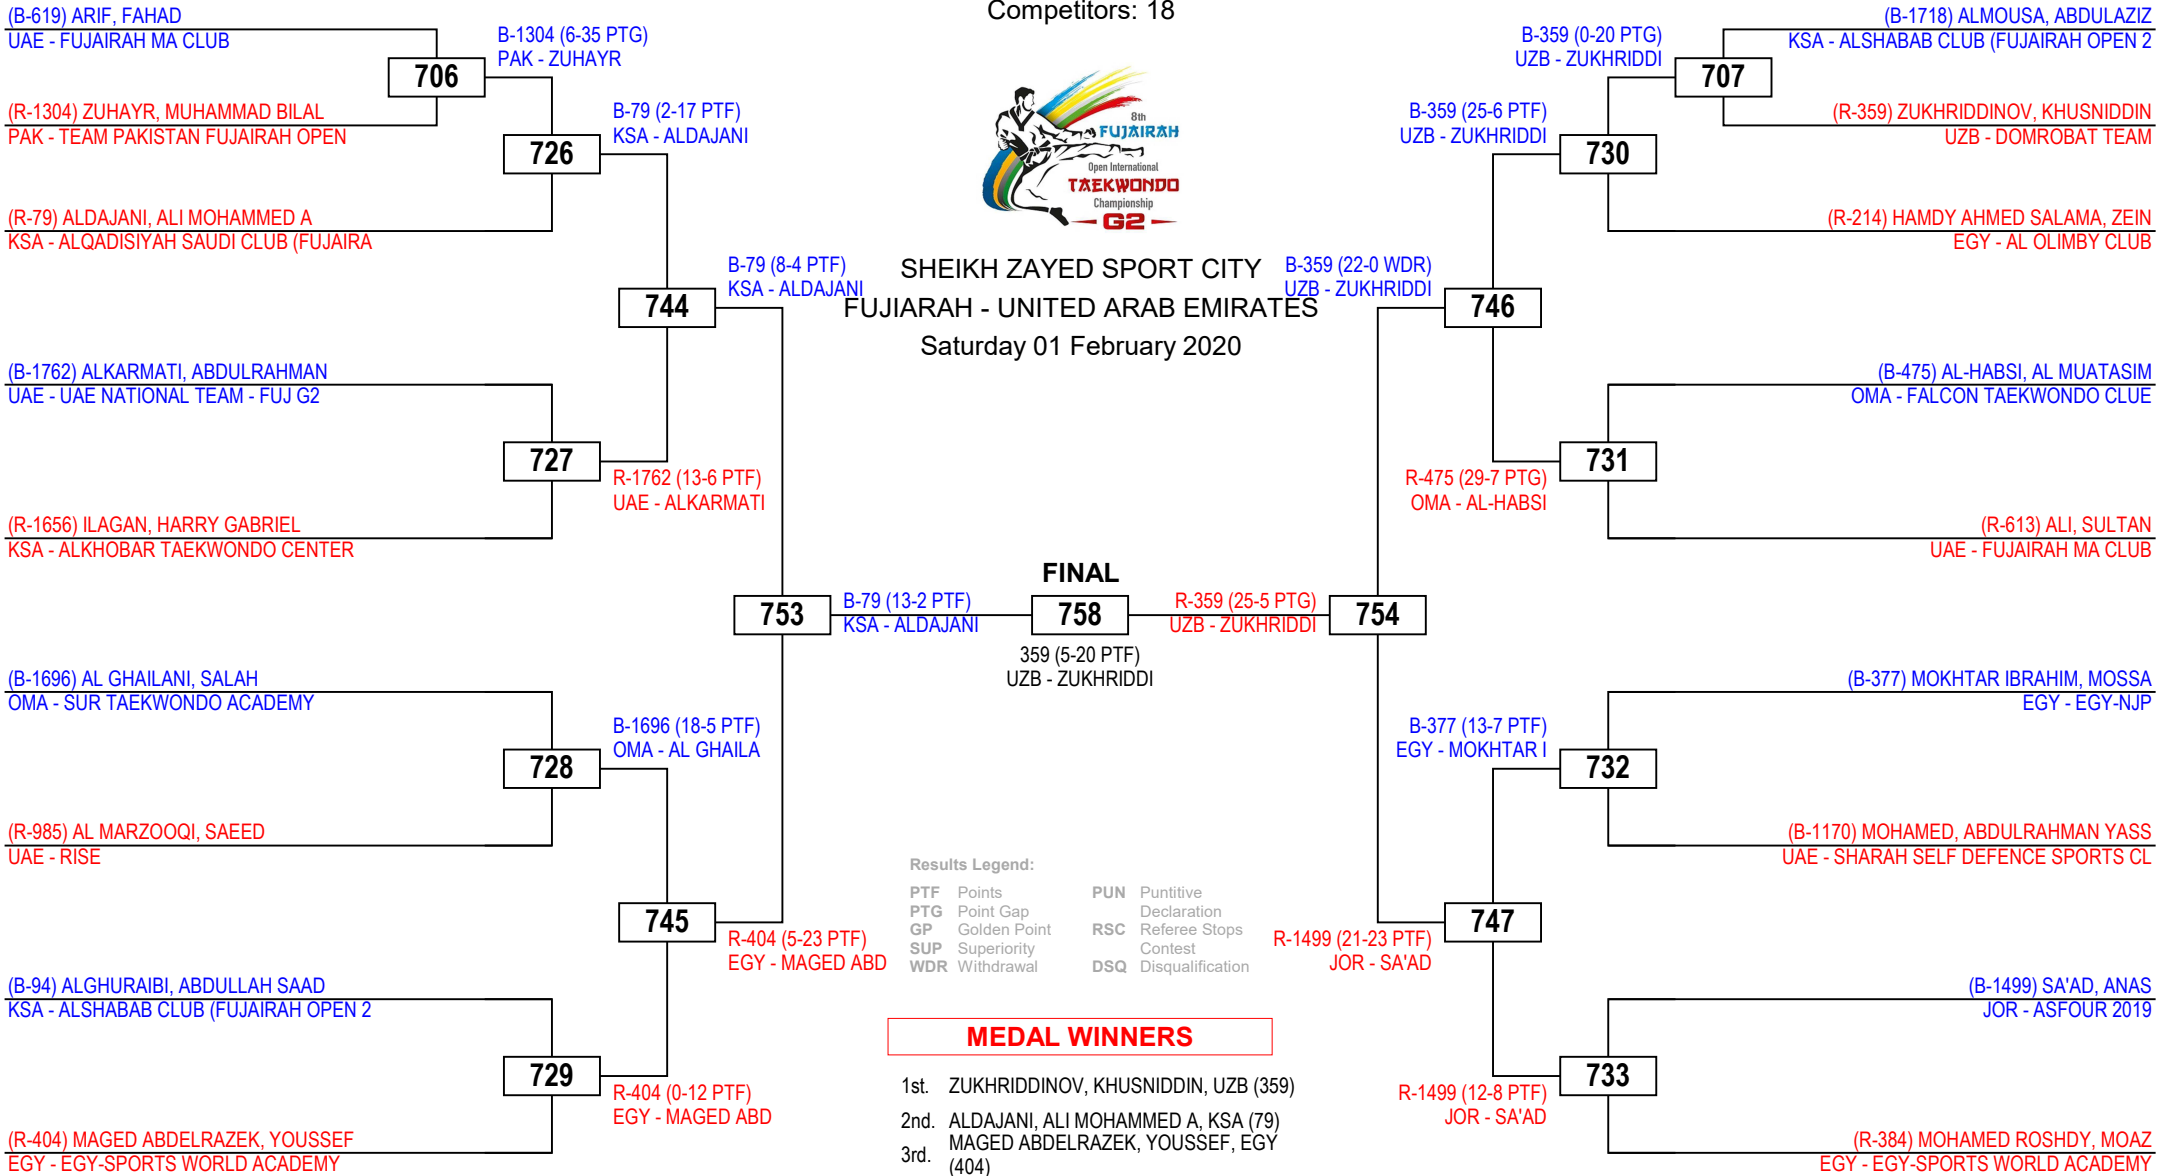 Competitors: 18
8th
FUJAIRAH
Open International
TAEKWONDO
Championship
G2
SHEIKH ZAYED SPORT CITY
FUJIARAH - UNITED ARAB EMIRATES
Saturday 01 February 2020
(B-619) ARIF, FAHAD
UAE - FUJAIRAH MA CLUB
706
(R-1304) ZUHAYR, MUHAMMAD BILAL
PAK - TEAM PAKISTAN FUJAIRAH OPEN
B-1304 (6-35 PTG)
PAK - ZUHAYR
726
(R-79) ALDAJANI, ALI MOHAMMED A
KSA - ALQADISIYAH SAUDI CLUB (FUJAIRA
B-79 (2-17 PTF)
KSA - ALDAJANI
744
B-79 (8-4 PTF)
KSA - ALDAJANI
(B-1762) ALKARMATI, ABDULRAHMAN
UAE - UAE NATIONAL TEAM - FUJ G2
727
R-1762 (13-6 PTF)
UAE - ALKARMATI
(R-1656) ILAGAN, HARRY GABRIEL
KSA - ALKHOBAR TAEKWONDO CENTER
753
B-79 (13-2 PTF)
KSA - ALDAJANI
(B-1696) AL GHAILANI, SALAH
OMA - SUR TAEKWONDO ACADEMY
728
B-1696 (18-5 PTF)
OMA - AL GHAILA
(R-985) AL MARZOOQI, SAEED
UAE - RISE
745
R-404 (5-23 PTF)
EGY - MAGED ABD
(B-94) ALGHURAIBI, ABDULLAH SAAD
KSA - ALSHABAB CLUB (FUJAIRAH OPEN 2
729
R-404 (0-12 PTF)
EGY - MAGED ABD
(R-404) MAGED ABDELRAZEK, YOUSSEF
EGY - EGY-SPORTS WORLD ACADEMY
FINAL
758
359 (5-20 PTF)
UZB - ZUKHRIDDI
(B-1718) ALMOUSA, ABDULAZIZ
KSA - ALSHABAB CLUB (FUJAIRAH OPEN 2
707
B-359 (0-20 PTG)
UZB - ZUKHRIDDI
(R-359) ZUKHRIDDINOV, KHUSNIDDIN
UZB - DOMROBAT TEAM
B-359 (25-6 PTF)
UZB - ZUKHRIDDI
730
(R-214) HAMDY AHMED SALAMA, ZEIN
EGY - AL OLIMBY CLUB
B-359 (22-0 WDR)
UZB - ZUKHRIDDI
746
(B-475) AL-HABSI, AL MUATASIM
OMA - FALCON TAEKWONDO CLUE
731
R-475 (29-7 PTG)
OMA - AL-HABSI
(R-613) ALI, SULTAN
UAE - FUJAIRAH MA CLUB
R-359 (25-5 PTG)
UZB - ZUKHRIDDI
754
(B-377) MOKHTAR IBRAHIM, MOSSA
EGY - EGY-NJP
B-377 (13-7 PTF)
EGY - MOKHTAR I
732
(B-1170) MOHAMED, ABDULRAHMAN YASS
UAE - SHARAH SELF DEFENCE SPORTS CL
747
R-1499 (21-23 PTF)
JOR - SA'AD
(B-1499) SA'AD, ANAS
JOR - ASFOUR 2019
733
R-1499 (12-8 PTF)
JOR - SA'AD
(R-384) MOHAMED ROSHDY, MOAZ
EGY - EGY-SPORTS WORLD ACADEMY
Results Legend:
PTF Points
PTG Point Gap
GP Golden Point
SUP Superiority
WDR Withdrawal
PUN Puntitive
Declaration
RSC Referee Stops
Contest
DSQ Disqualification
MEDAL WINNERS
1st. ZUKHRIDDINOV, KHUSNIDDIN, UZB (359)
2nd. ALDAJANI, ALI MOHAMMED A, KSA (79)
3rd. MAGED ABDELRAZEK, YOUSSEF, EGY
(404)